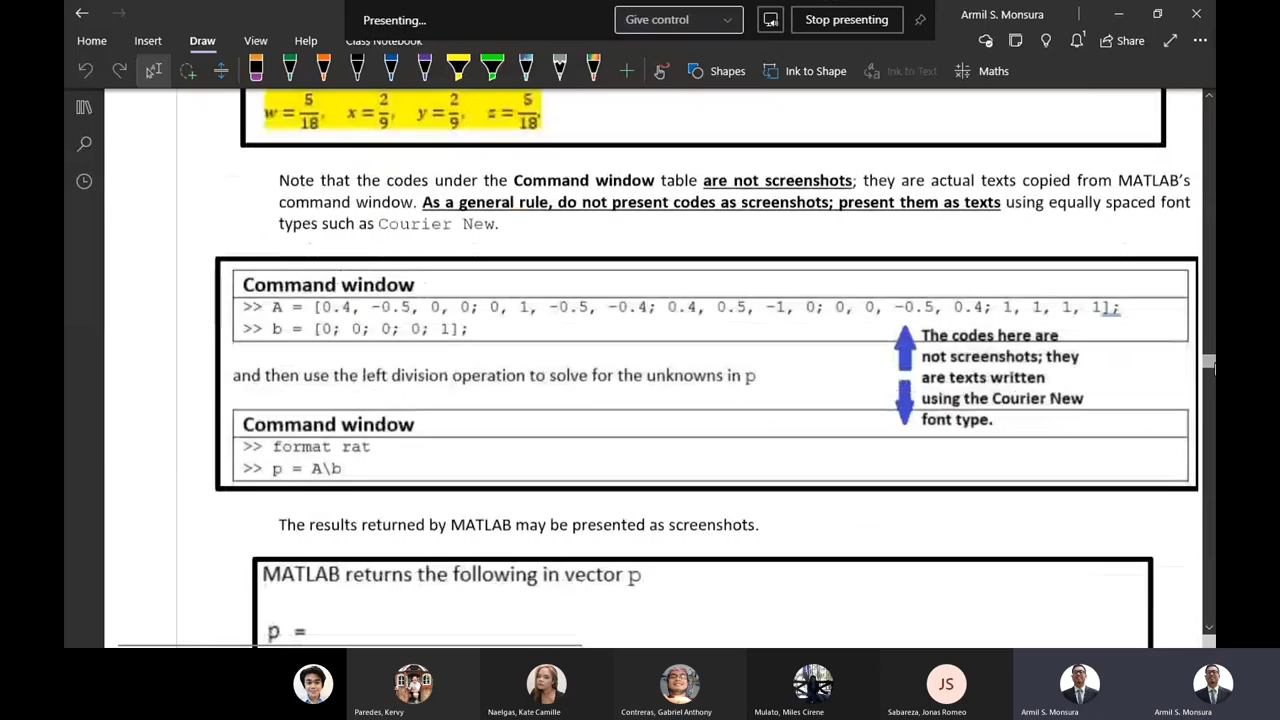 Presenting...
Give control
Stop presenting
Armil S. Monsura
Home Insert Draw View Help Class Notebook
Share
Shapes Ink to Shape Ink to Text Maths
w = 5/18, x = 2/9, y = 2/9, z = 5/18,
Note that the codes under the Command window table are not screenshots; they are actual texts copied from MATLAB's
command window. As a general rule, do not present codes as screenshots; present them as texts using equally spaced font
types such as Courier New.
Command window
>> A = [0.4, -0.5, 0, 0; 0, 1, -0.5, -0.4; 0.4, 0.5, -1, 0; 0, 0, -0.5, 0.4; 1, 1, 1, 1];
>> b = [0; 0; 0; 0; 1];
The codes here are
not screenshots; they
are texts written
using the Courier New
font type.
and then use the left division operation to solve for the unknowns in p
Command window
>> format rat
>> p = A\b
The results returned by MATLAB may be presented as screenshots.
MATLAB returns the following in vector p
p =
JS
Paredes, Kervy
Naelgas, Kate Camille
Contreras, Gabriel Anthony
Mulato, Miles Cirene
Sabareza, Jonas Romeo
Armil S. Monsura
Armil S. Monsura